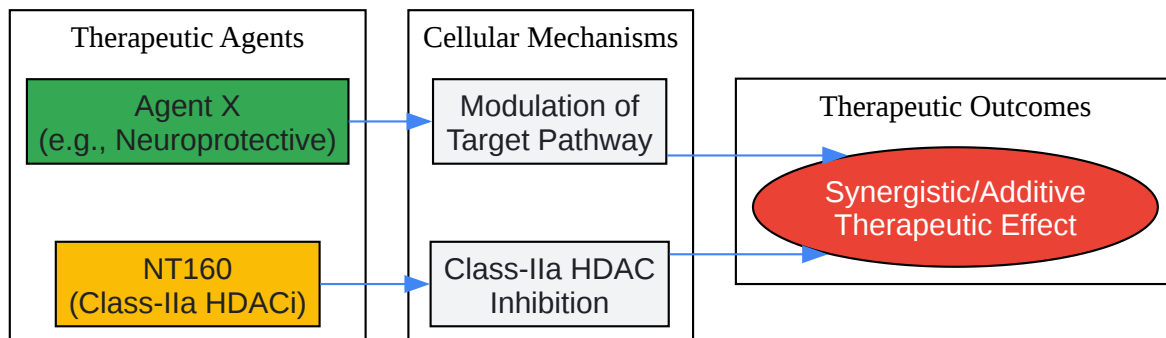 Therapeutic Agents
Agent X
(e.g., Neuroprotective)
NT160
(Class-IIa HDACi)
Cellular Mechanisms
Modulation of
Target Pathway
Class-IIa HDAC
Inhibition
Therapeutic Outcomes
Synergistic/Additive
Therapeutic Effect